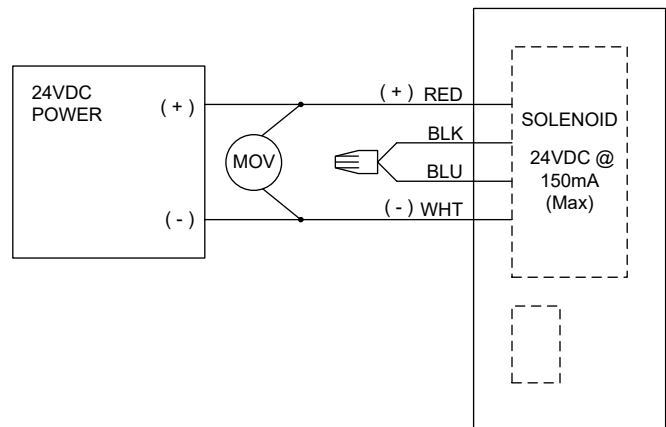 24VDC
POWER
( + )
( - )
MOV
( + ) RED
BLK
BLU
( - ) WHT
SOLENOID
24VDC @
150mA
(Max)